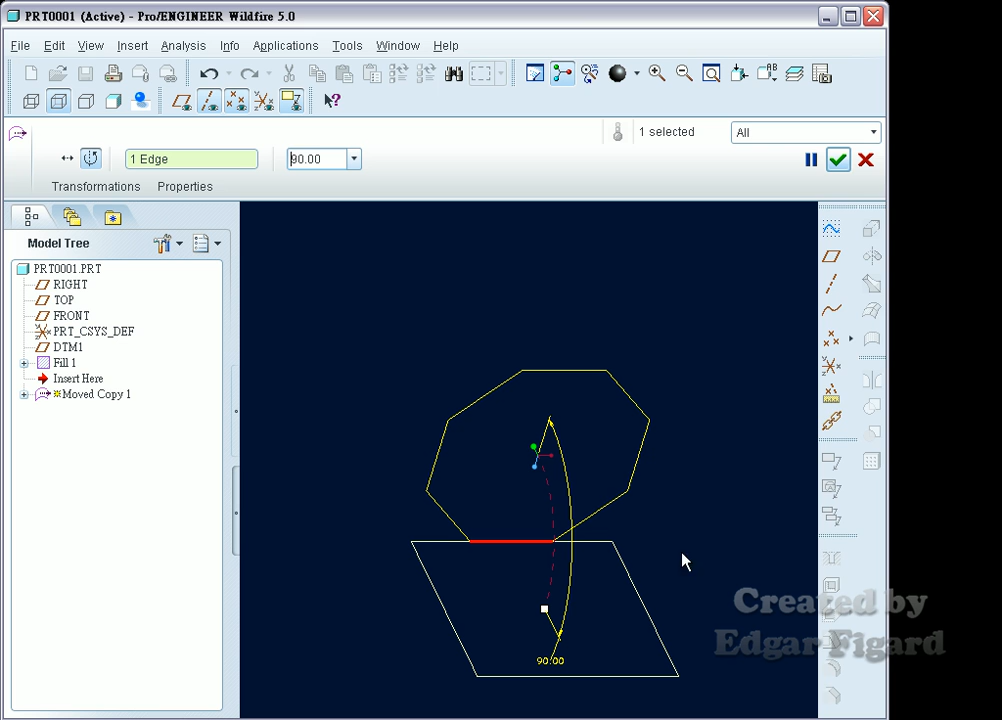 PRT0001 (Active) - Pro/ENGINEER Wildfire 5.0
File Edit View Insert Analysis Info Applications Tools Window Help
1 selected All
1 Edge 90.00
Transformations Properties
Model Tree
PRT0001.PRT
RIGHT
TOP
FRONT
PRT_CSYS_DEF
DTM1
Fill 1
Insert Here
Moved Copy 1
90.00
Created by
Edgar Figard